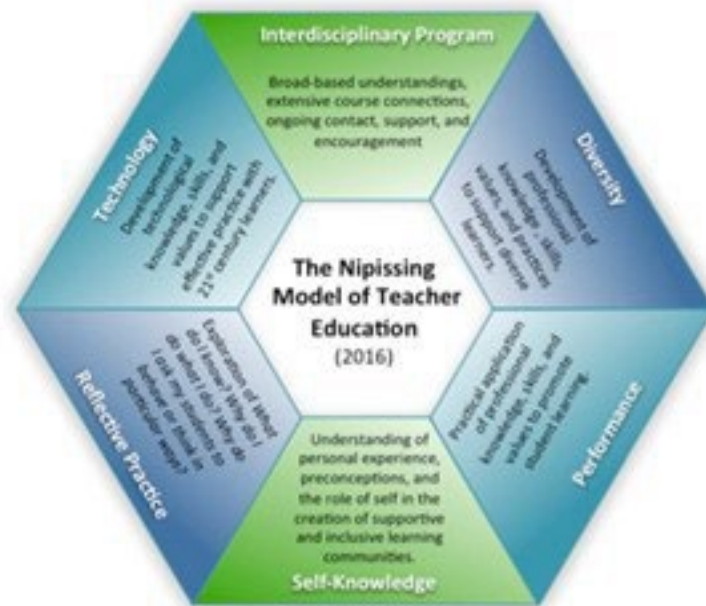 Interdisciplinary Program
Broad-based understandings,
extensive course connections,
ongoing contact, support, and
encouragement
Diversity
Development of
professional
knowledge , skills,
values, and practices
to support diverse
learners.
Performance
Practical application
of professional
knowledge, skills, and
values to promote
student learning.
Understanding of
personal experience,
preconceptions, and
the role of self in the
creation of supportive
and inclusive learning
communities.
Self-Knowledge
Reflective Practice
Exploration of What
do I know? Why do I
do what I do? Why do
I ask my students to
behave or think in
particular ways?
Technology
Development of
technological
knowledge, skills, and
values to support
effective practice with
21st century learners.
The Nipissing
Model of Teacher
Education
(2016)